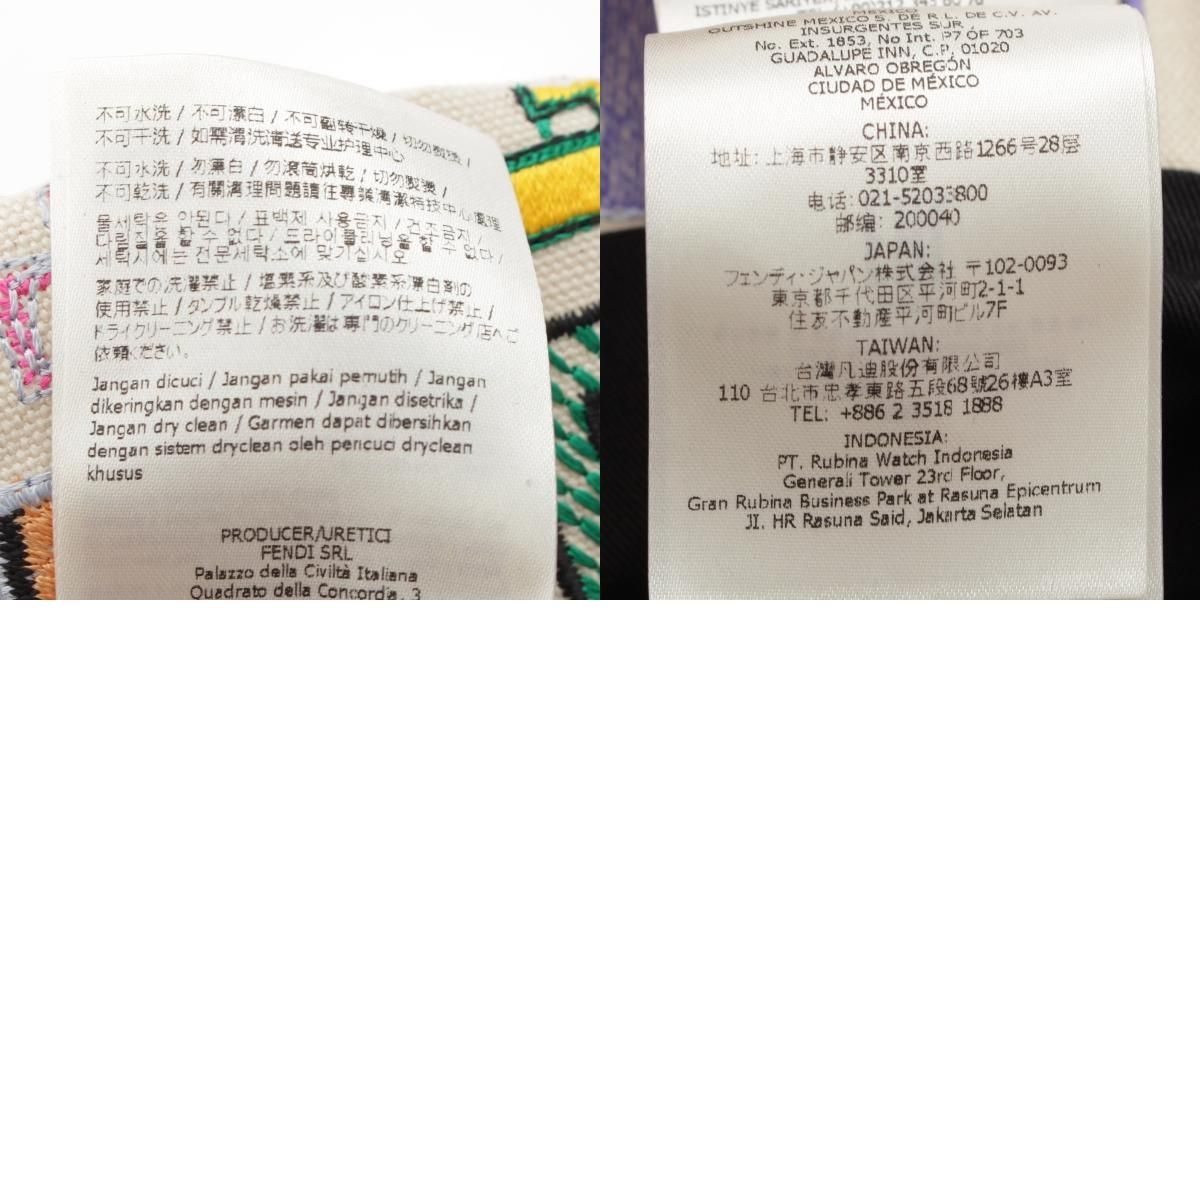 不可水洗 / 不可漂白 / 不可翻转干燥 / 切勿熨烫 /
不可干洗 / 如需清洗请送专业护理中心
不可水洗 / 勿漂白 / 勿滾筒烘乾 / 切勿熨燙 /
不可乾洗 / 有關清理問題請往專業清潔特技中心處理
물세탁은 안된다 / 표백제 사용금지 / 건조금지 /
다림질을 할 수 없다 / 드라이클리닝을 할 수 없다 /
세탁시에는 전문세탁소에 맞기십시오
家庭での洗濯禁止 / 塩素系及び酸素系漂白剤の
使用禁止 / タンブル乾燥禁止 / アイロン仕上げ禁止 /
ドライクリーニング禁止 / お洗濯は専門のクリーニング店へご
依頼ください。
Jangan dicuci / Jangan pakai pemutih / Jangan
dikeringkan dengan mesin / Jangan disetrika /
Jangan dry clean / Garmen dapat dibersihkan
dengan sistem dryclean oleh pencuci dryclean
khusus
PRODUCER/URETICI
FENDI SRL
Palazzo della Civiltà Italiana
Quadrato della Concordia, 3
MEXICO
OUTSHINE MEXICO S. DE R.L. DE C.V. AV.
INSURGENTES SUR,
No. Ext. 1853, No Int. P7 OF 703
GUADALUPE INN, C.P. 01020
ALVARO OBREGÓN
CIUDAD DE MÉXICO
MÉXICO
CHINA:
地址: 上海市静安区南京西路1266号28层
3310室
电话: 021-52033800
邮编: 200040
JAPAN:
フェンディ・ジャパン株式会社 〒102-0093
東京都千代田区平河町2-1-1
住友不動産平河町ビル7F
TAIWAN:
台灣凡迪股份有限公司
110 台北市忠孝東路五段68號26樓A3室
TEL: +886 2 3518 1888
INDONESIA:
PT. Rubina Watch Indonesia
Generali Tower 23rd Floor,
Gran Rubina Business Park at Rasuna Epicentrum
Jl. HR Rasuna Said, Jakarta Selatan